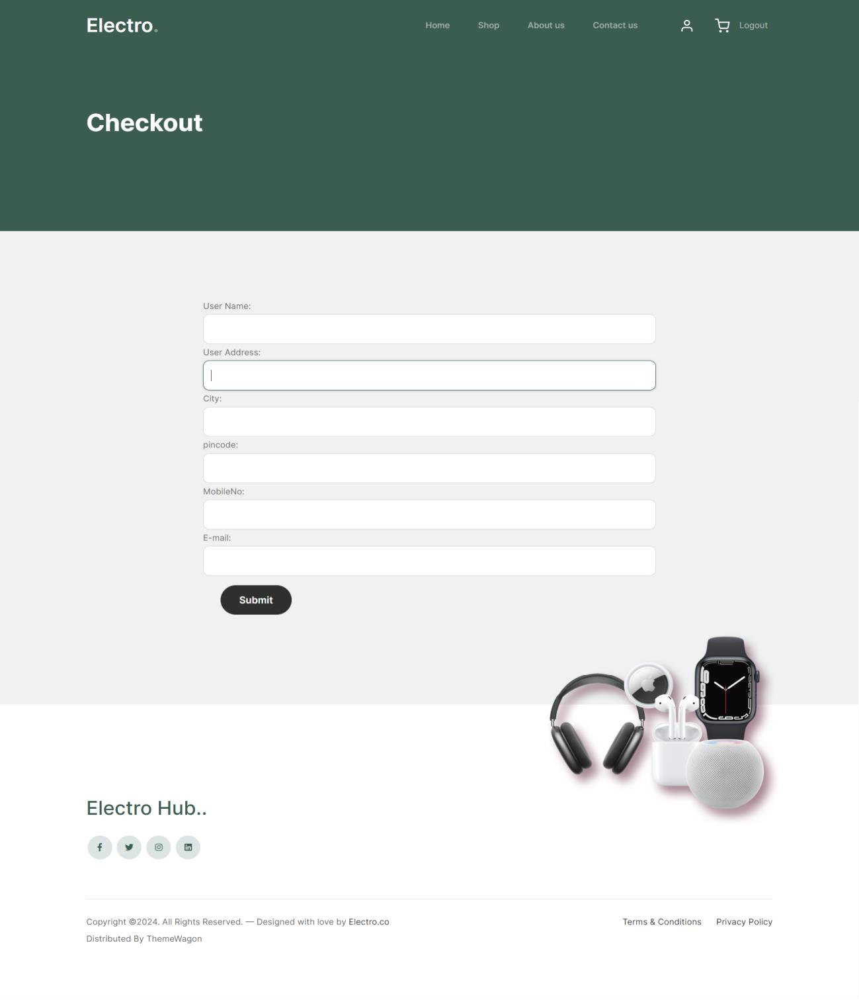 Electro.
Home Shop About us Contact us Logout
Checkout
User Name:
User Address:
City:
pincode:
MobileNo:
E-mail:
Submit
Electro Hub..
Copyright ©2024. All Rights Reserved. — Designed with love by Electro.co
Terms & Conditions Privacy Policy
Distributed By ThemeWagon